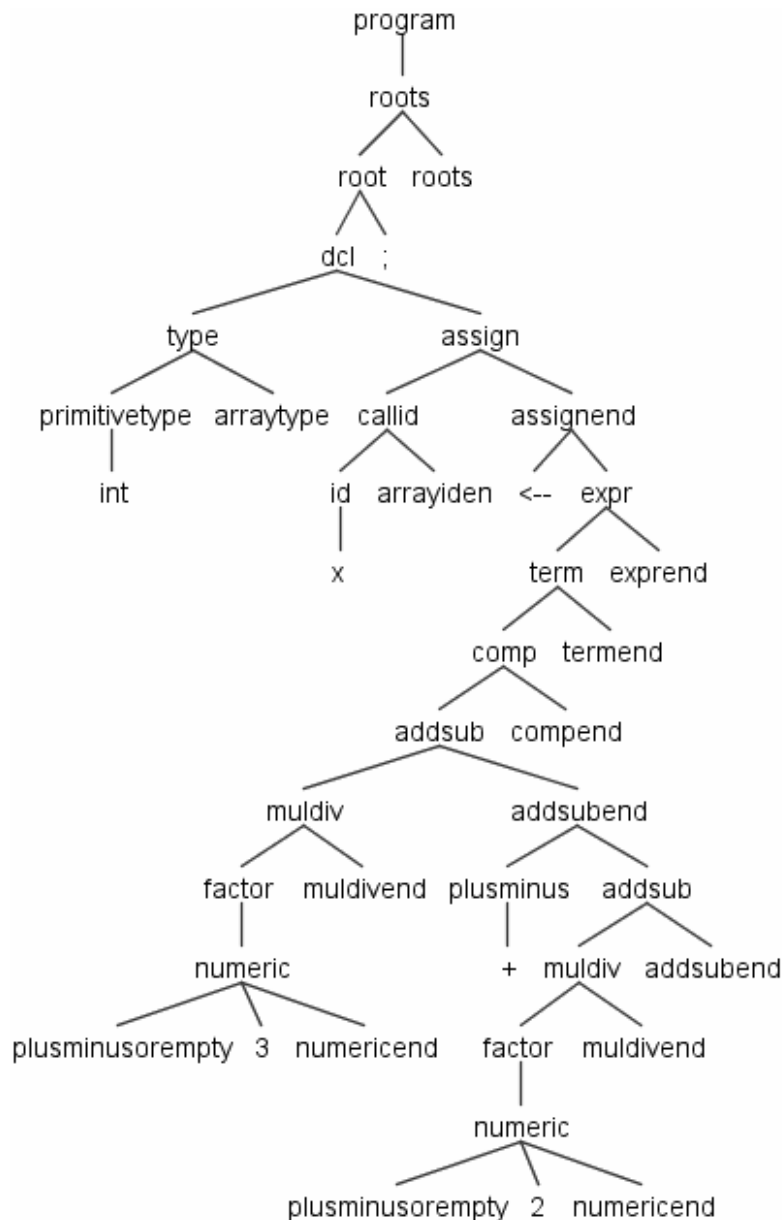 program
roots
root roots
dcl ;
type assign
primitivetype arraytype callid assignend
int id arrayiden <-- expr
x term exprend
comp termend
addsub compend
muldiv addsubend
factor muldivend plusminus addsub
numeric + muldiv addsubend
plusminusorempty 3 numericend factor muldivend
numeric
plusminusorempty 2 numericend